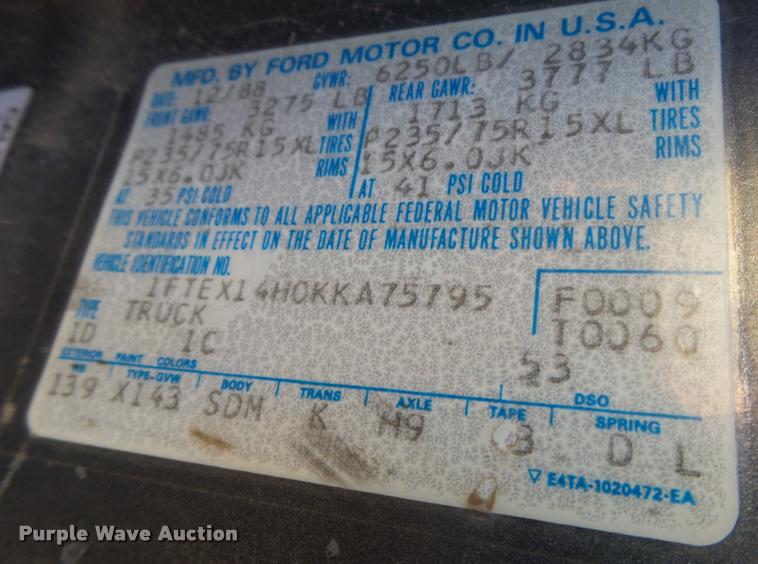 MFD. BY FORD MOTOR CO. IN U.S.A.
DATE: 12/88 GVWR: 6250LB/ 2834KG
FRONT GAWR: 3275 LB REAR GAWR: 3777 LB
1485 KG WITH 1713 KG WITH
P235/75R15XL TIRES P235/75R15XL TIRES
15X6.0JK RIMS 15X6.0JK RIMS
AT 35 PSI COLD AT 41 PSI COLD
THIS VEHICLE CONFORMS TO ALL APPLICABLE FEDERAL MOTOR VEHICLE SAFETY
STANDARDS IN EFFECT ON THE DATE OF MANUFACTURE SHOWN ABOVE.
VEHICLE IDENTIFICATION NO.
1FTEX14H0KKA75795 F0009
TYPE TRUCK T0060
1D 1C 53
EXTERIOR PAINT COLORS DSO
WB TYPE-GVW BODY TRANS AXLE TAPE SPRING
139 X143 SDM K H9 3 D L
E4TA-1020472-EA
Purple Wave Auction